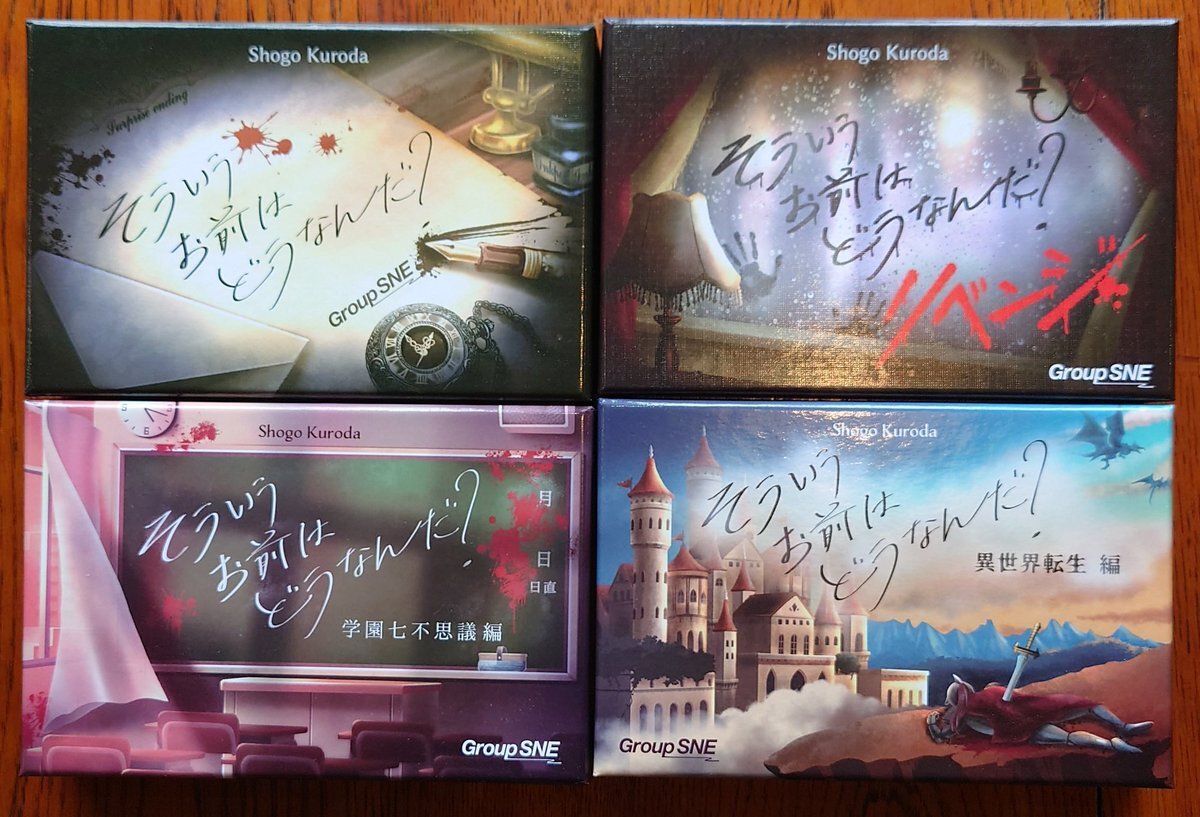 Shogo Kuroda
Surprise ending
そういう
お前は
どうなんだ?
Group SNE
Shogo Kuroda
そういう
お前は
どうなんだ?
リベンジ
Group SNE
Shogo Kuroda
そういう
お前は
どうなんだ?
月
日
日直
学園七不思議編
Group SNE
Shogo Kuroda
そういう
お前は
どうなんだ?
異世界転生 編
Group SNE